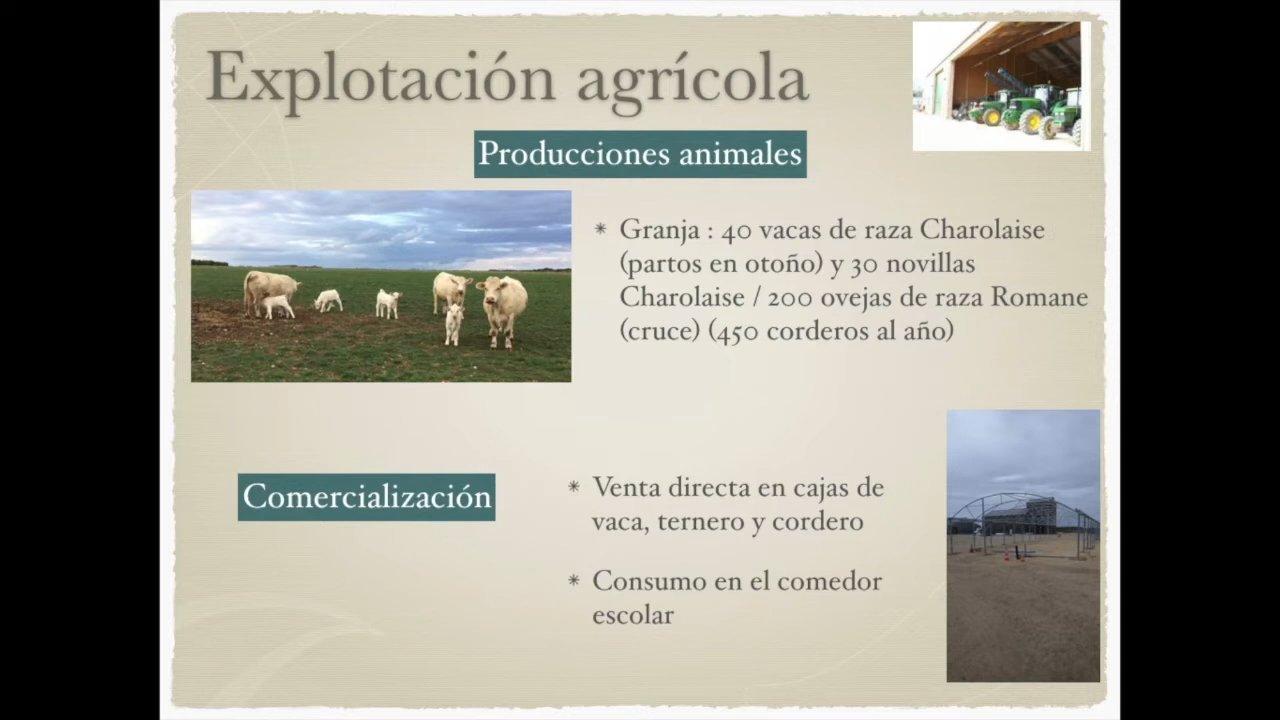 Explotación agrícola
Producciones animales
* Granja : 40 vacas de raza Charolaise
(partos en otoño) y 30 novillas
Charolaise / 200 ovejas de raza Romane
(cruce) (450 corderos al año)
Comercialización
* Venta directa en cajas de
vaca, ternero y cordero
* Consumo en el comedor
escolar